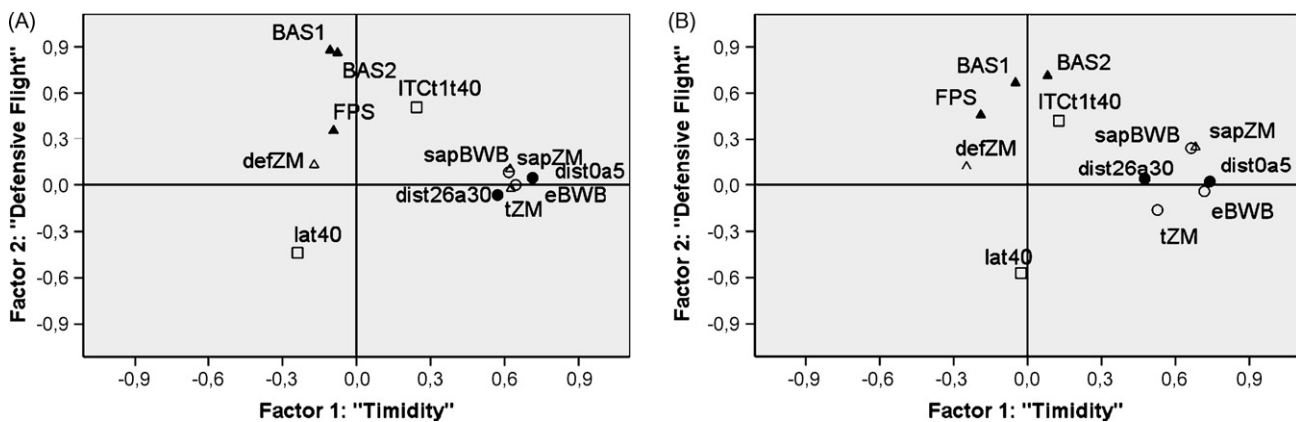 (A)
Factor 2: "Defensive Flight"
0,9
0,6
0,3
0,0
-0,3
-0,6
-0,9
BAS1
BAS2
ITCt1t40
FPS
defZM
sapBWB
sapZM
dist0a5
dist26a30
eBWB
tZM
lat40
-0,9
-0,6
-0,3
0,0
0,3
0,6
0,9
Factor 1: "Timidity"
(B)
Factor 2: "Defensive Flight"
0,9
0,6
0,3
0,0
-0,3
-0,6
-0,9
BAS1
BAS2
FPS
ITCt1t40
defZM
sapBWB
sapZM
dist26a30
dist0a5
eBWB
tZM
lat40
-0,9
-0,6
-0,3
0,0
0,3
0,6
0,9
Factor 1: "Timidity"